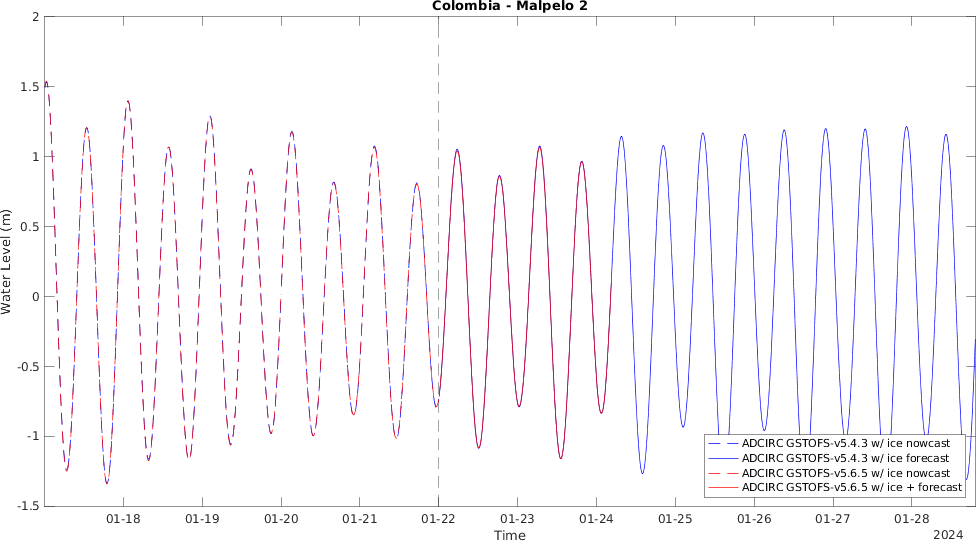 Colombia - Malpelo 2
2
1.5
1
0.5
0
-0.5
-1
-1.5
Water Level (m)
01-18 01-19 01-20 01-21 01-22 01-23 01-24 01-25 01-26 01-27 01-28
Time
2024
ADCIRC GSTOFS-v5.4.3 w/ ice nowcast
ADCIRC GSTOFS-v5.4.3 w/ ice forecast
ADCIRC GSTOFS-v5.6.5 w/ ice nowcast
ADCIRC GSTOFS-v5.6.5 w/ ice + forecast